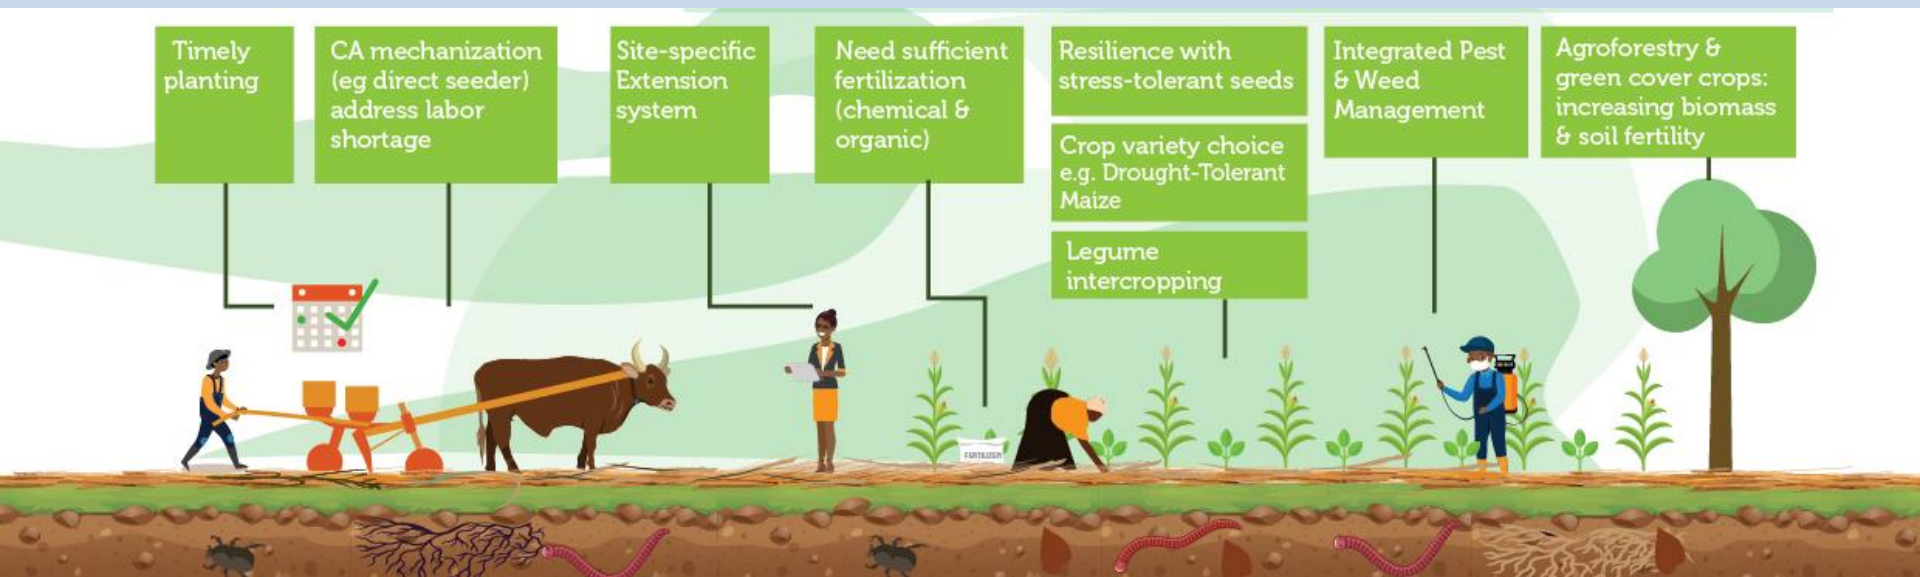 Timely
planting
CA mechanization
(eg direct seeder)
address labor
shortage
Site-specific
Extension
system
Need sufficient
fertilization
(chemical &
organic)
Resilience with
stress-tolerant seeds
Crop variety choice
e.g. Drought-Tolerant
Maize
Legume
intercropping
Integrated Pest
& Weed
Management
Agroforestry &
green cover crops:
increasing biomass
& soil fertility
FERTILIZER